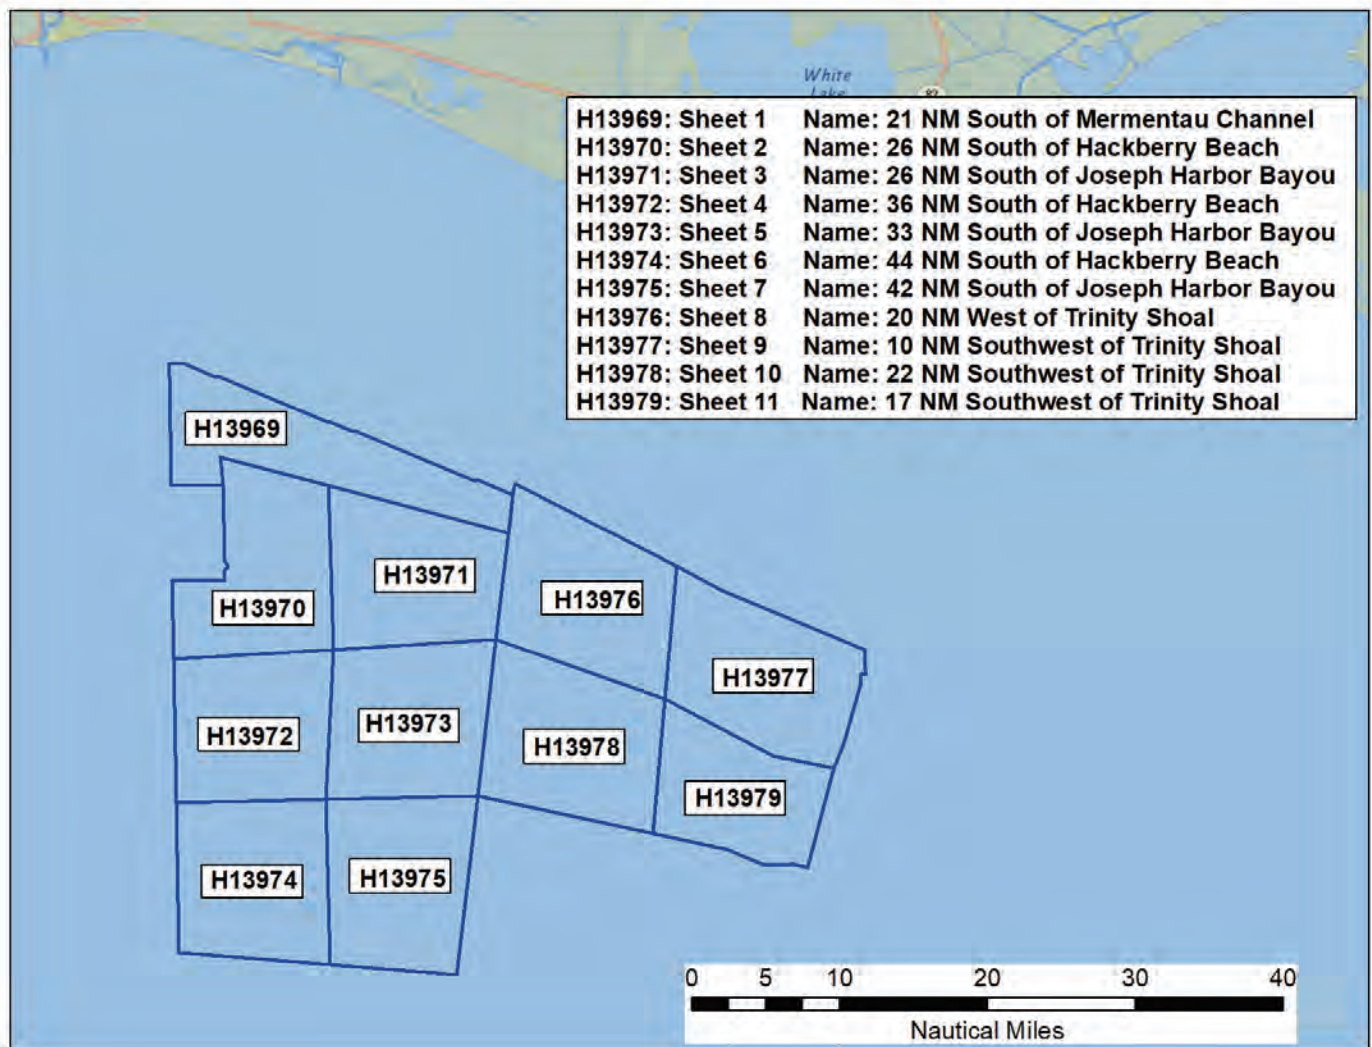 White
Lake
82
H13969: Sheet 1 Name: 21 NM South of Mermentau Channel
H13970: Sheet 2 Name: 26 NM South of Hackberry Beach
H13971: Sheet 3 Name: 26 NM South of Joseph Harbor Bayou
H13972: Sheet 4 Name: 36 NM South of Hackberry Beach
H13973: Sheet 5 Name: 33 NM South of Joseph Harbor Bayou
H13974: Sheet 6 Name: 44 NM South of Hackberry Beach
H13975: Sheet 7 Name: 42 NM South of Joseph Harbor Bayou
H13976: Sheet 8 Name: 20 NM West of Trinity Shoal
H13977: Sheet 9 Name: 10 NM Southwest of Trinity Shoal
H13978: Sheet 10 Name: 22 NM Southwest of Trinity Shoal
H13979: Sheet 11 Name: 17 NM Southwest of Trinity Shoal
H13969
H13971
H13976
H13970
H13977
H13973
H13972
H13978
H13979
H13974
H13975
0 5 10 20 30 40
Nautical Miles